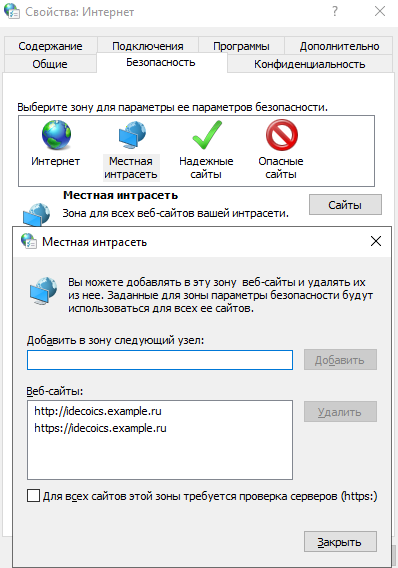 Свойства: Интернет
Содержание Подключения Программы Дополнительно
Общие Безопасность Конфиденциальность
Выберите зону для параметры ее параметров безопасности.
Интернет Местная интрасеть Надежные сайты Опасные сайты
Местная интрасеть
Зона для всех веб-сайтов вашей интрасети.
Сайты
Местная интрасеть
Вы можете добавлять в эту зону веб-сайты и удалять их
из нее. Заданные для зоны параметры безопасности будут
использоваться для всех ее сайтов.
Добавить в зону следующий узел:
Добавить
Веб-сайты:
http://idecoics.example.ru
https://idecoics.example.ru
Удалить
Для всех сайтов этой зоны требуется проверка серверов (https:)
Закрыть